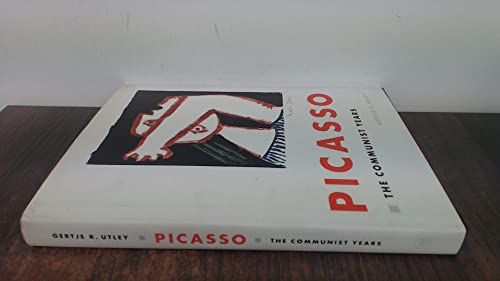 PICASSO
THE COMMUNIST YEARS
GERTJE R. UTLEY PICASSO THE COMMUNIST YEARS